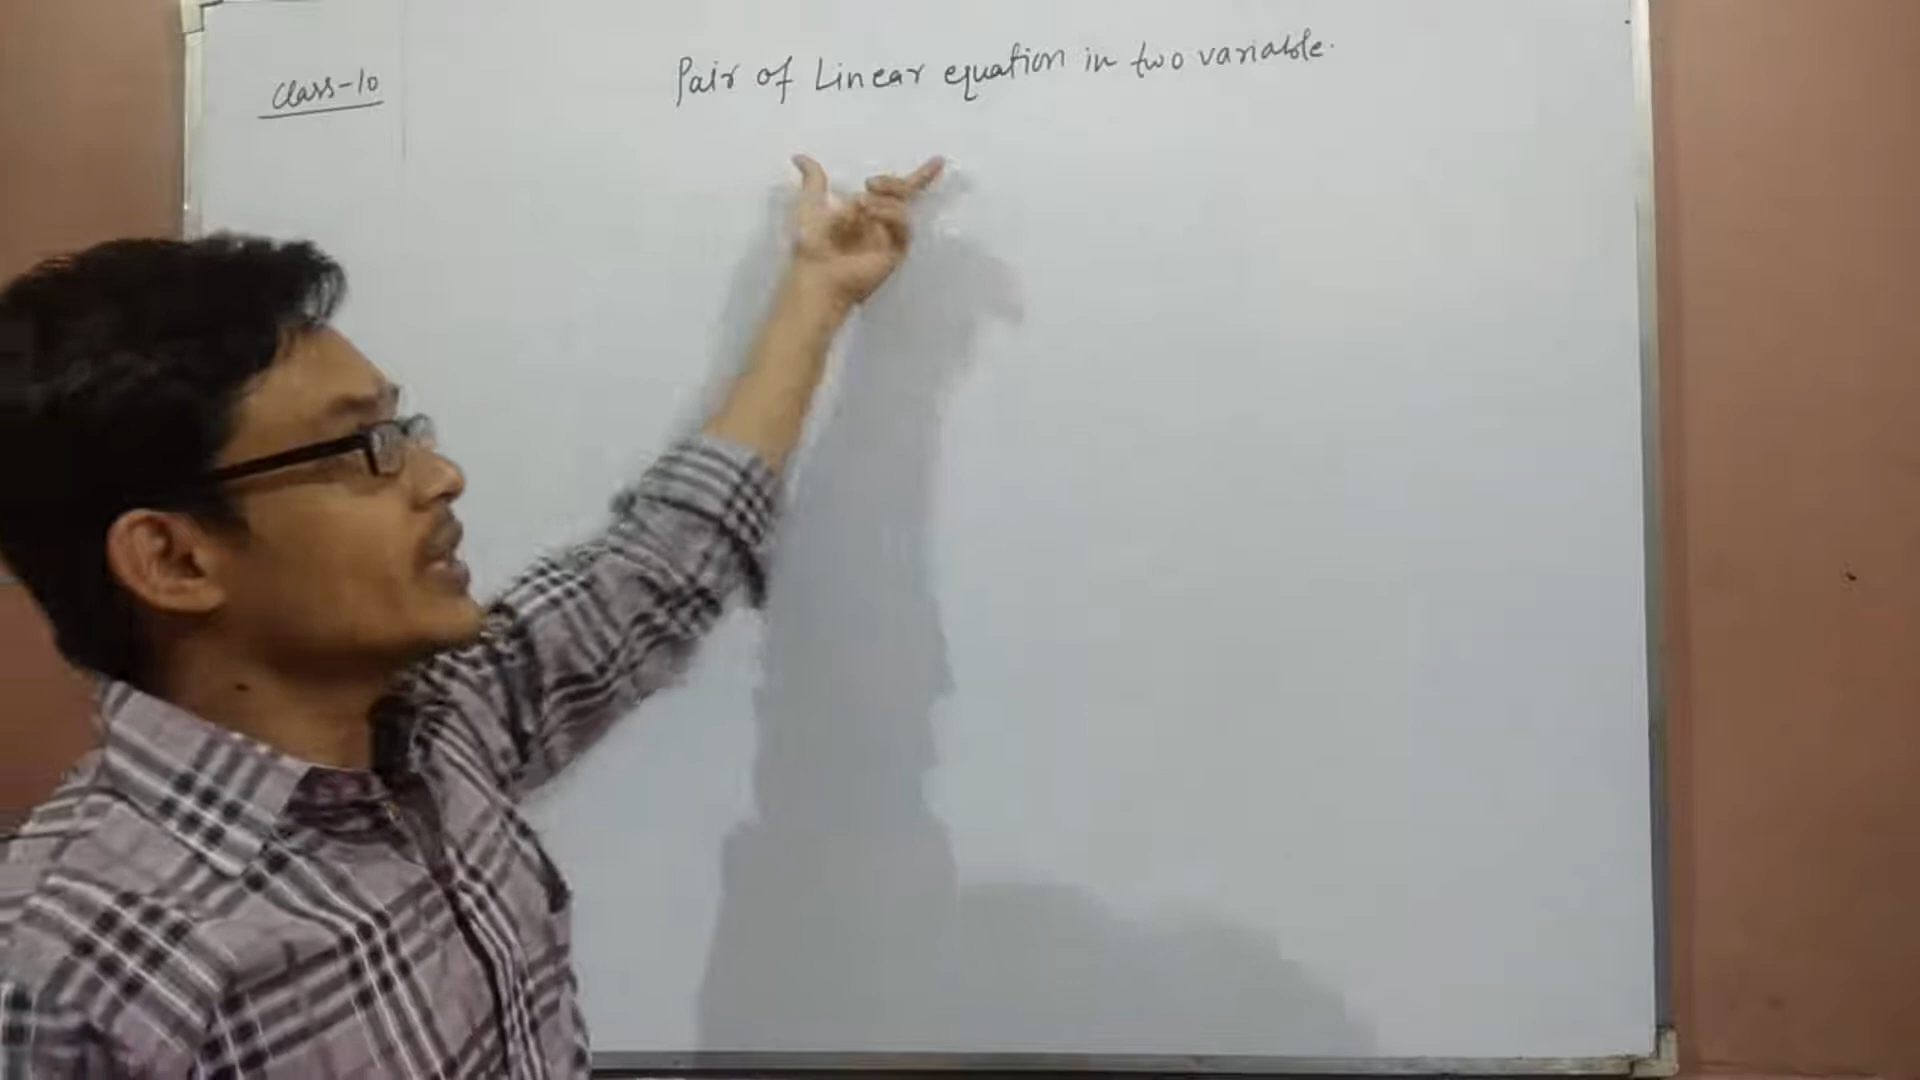 Class-10
Pair of Linear equation in two variable.